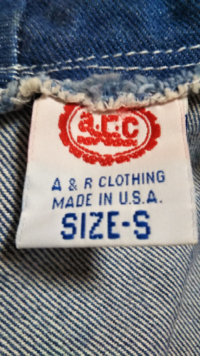 a.r.c
A & R CLOTHING
MADE IN U.S.A.
SIZE-S